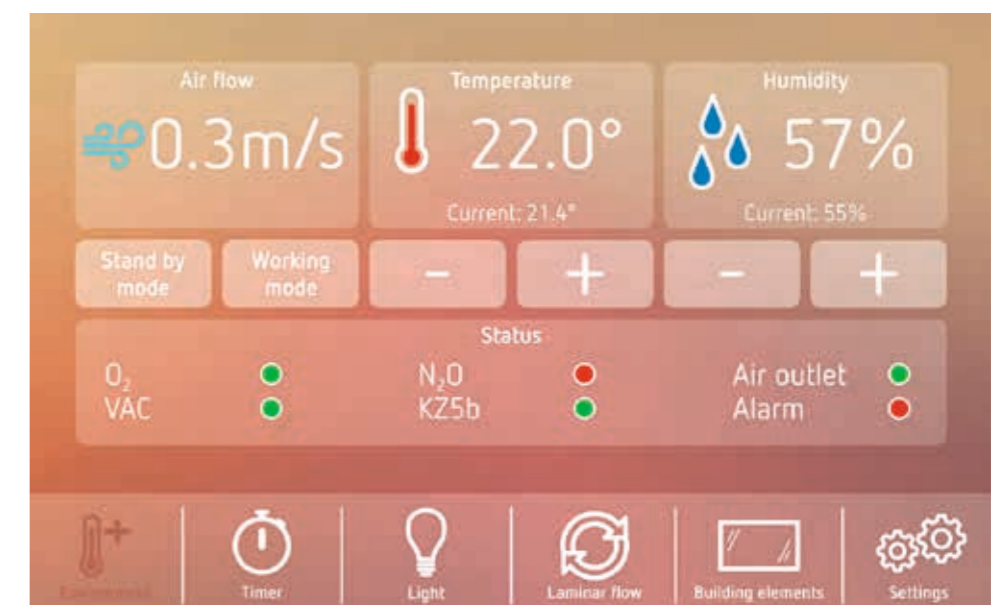 Air flow
Temperature
Humidity
0.3m/s
22.0°
57%
Current: 21.4°
Current: 55%
Stand by
mode
Working
mode
-
+
-
+
Status
O₂
N₂O
Air outlet
VAC
KZ5b
Alarm
Timer
Light
Laminar flow
Building elements
Settings